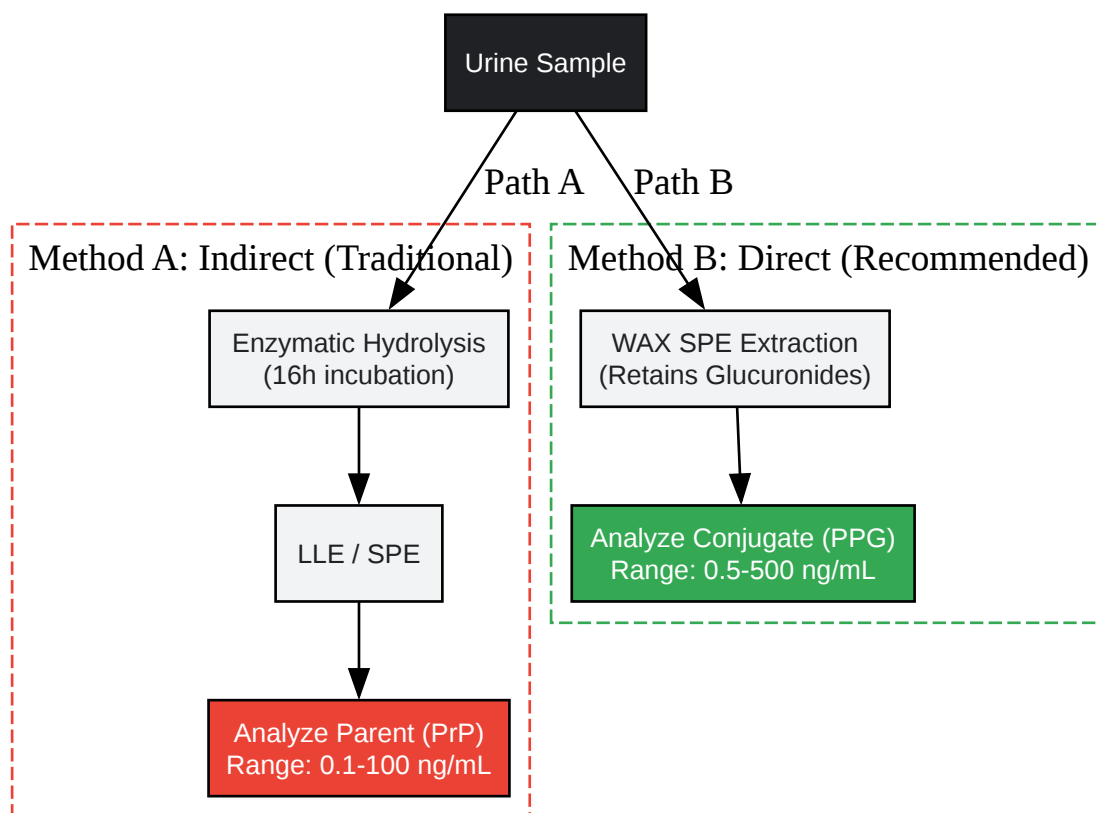 Urine Sample
Path A
Path B
Method A: Indirect (Traditional)
Method B: Direct (Recommended)
Enzymatic Hydrolysis
(16h incubation)
WAX SPE Extraction
(Retains Glucuronides)
LLE / SPE
Analyze Conjugate (PPG)
Range: 0.5-500 ng/mL
Analyze Parent (PrP)
Range: 0.1-100 ng/mL